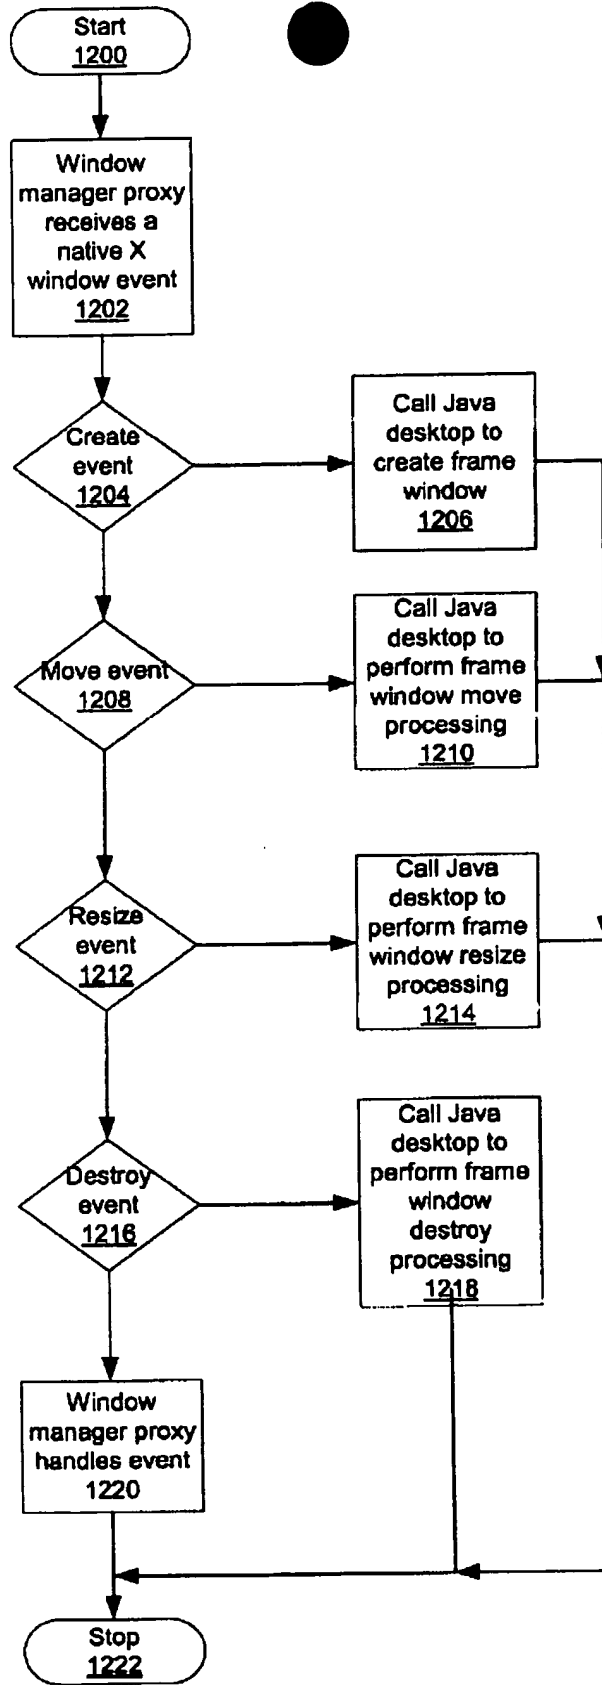 Start
1200
Window
manager proxy
receives a
native X
window event
1202
Create
event
1204
Call Java
desktop to
create frame
window
1206
Move event
1208
Call Java
desktop to
perform frame
window move
processing
1210
Resize
event
1212
Call Java
desktop to
perform frame
window resize
processing
1214
Destroy
event
1216
Call Java
desktop to
perform frame
window
destroy
processing
1218
Window
manager proxy
handles event
1220
Stop
1222